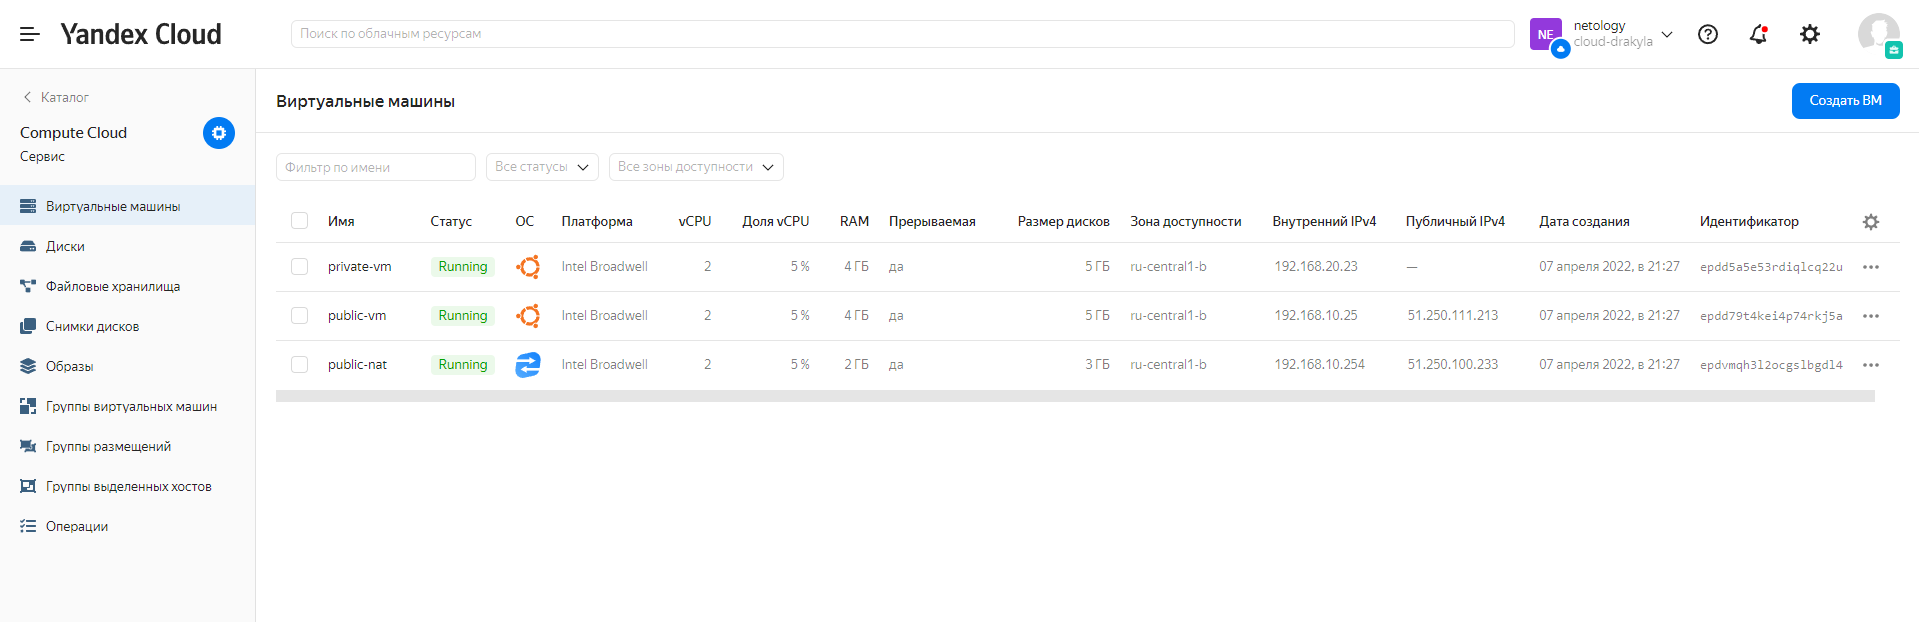 Yandex Cloud
Поиск по облачным ресурсам
NE
netology
cloud-drakyla
Каталог
Compute Cloud
Сервис
Виртуальные машины
Диски
Файловые хранилища
Снимки дисков
Образы
Группы виртуальных машин
Группы размещений
Группы выделенных хостов
Операции
Виртуальные машины
Создать ВМ
Фильтр по имени Все статусы Все зоны доступности
Имя Статус ОС Платформа vCPU Доля vCPU RAM Прерываемая Размер дисков Зона доступности Внутренний IPv4 Публичный IPv4 Дата создания Идентификатор
private-vm Running Intel Broadwell 2 5 % 4 ГБ да 5 ГБ ru-central1-b 192.168.20.23 — 07 апреля 2022, в 21:27 epdd5a5e53rdiqlcq22u
public-vm Running Intel Broadwell 2 5 % 4 ГБ да 5 ГБ ru-central1-b 192.168.10.25 51.250.111.213 07 апреля 2022, в 21:27 epdd79t4kei4p74rkj5a
public-nat Running Intel Broadwell 2 5 % 2 ГБ да 3 ГБ ru-central1-b 192.168.10.254 51.250.100.233 07 апреля 2022, в 21:27 epdvmqh3l2ocgslbgdl4